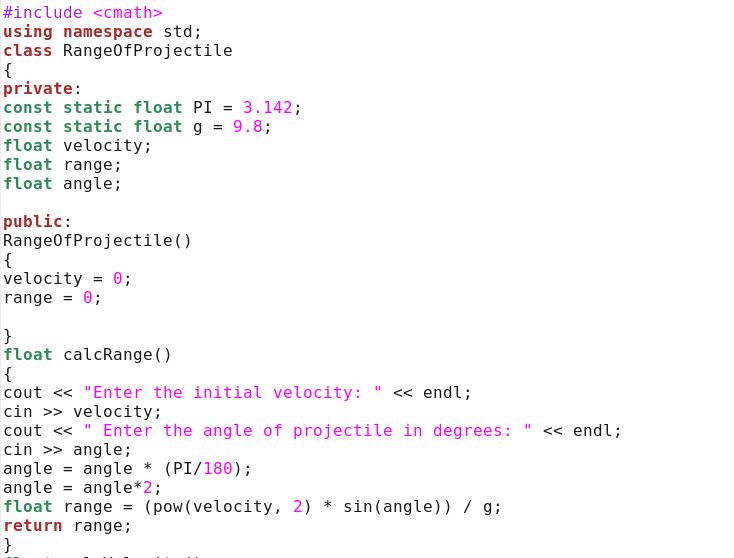 #include <cmath>
using namespace std;
class RangeOfProjectile
{
private:
const static float PI = 3.142;
const static float g = 9.8;
float velocity;
float range;
float angle;
public:
RangeOfProjectile()
{
velocity = 0;
range = 0;
}
float calcRange()
{
cout << "Enter the initial velocity: " << endl;
cin >> velocity;
cout << " Enter the angle of projectile in degrees: " << endl;
cin >> angle;
angle = angle * (PI/180);
angle = angle*2;
float range = (pow(velocity, 2) * sin(angle)) / g;
return range;
}